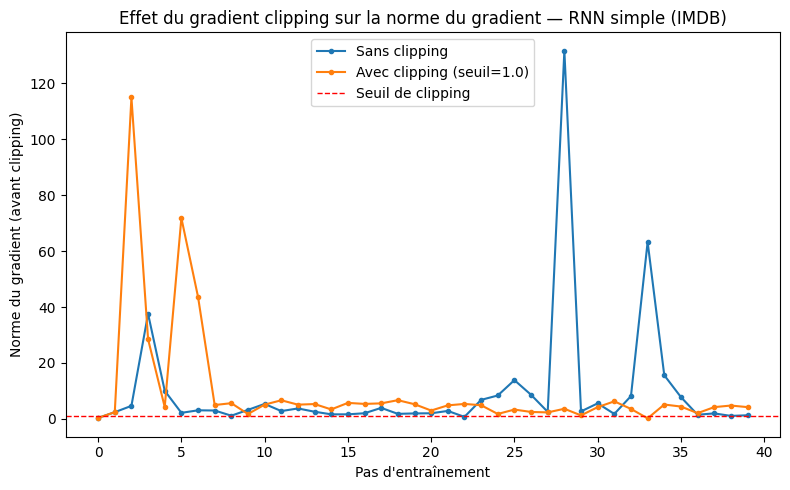 Effet du gradient clipping sur la norme du gradient — RNN simple (IMDB)
Sans clipping
Avec clipping (seuil=1.0)
Seuil de clipping
Norme du gradient (avant clipping)
120
100
80
60
40
20
0
0 5 10 15 20 25 30 35 40
Pas d'entraînement